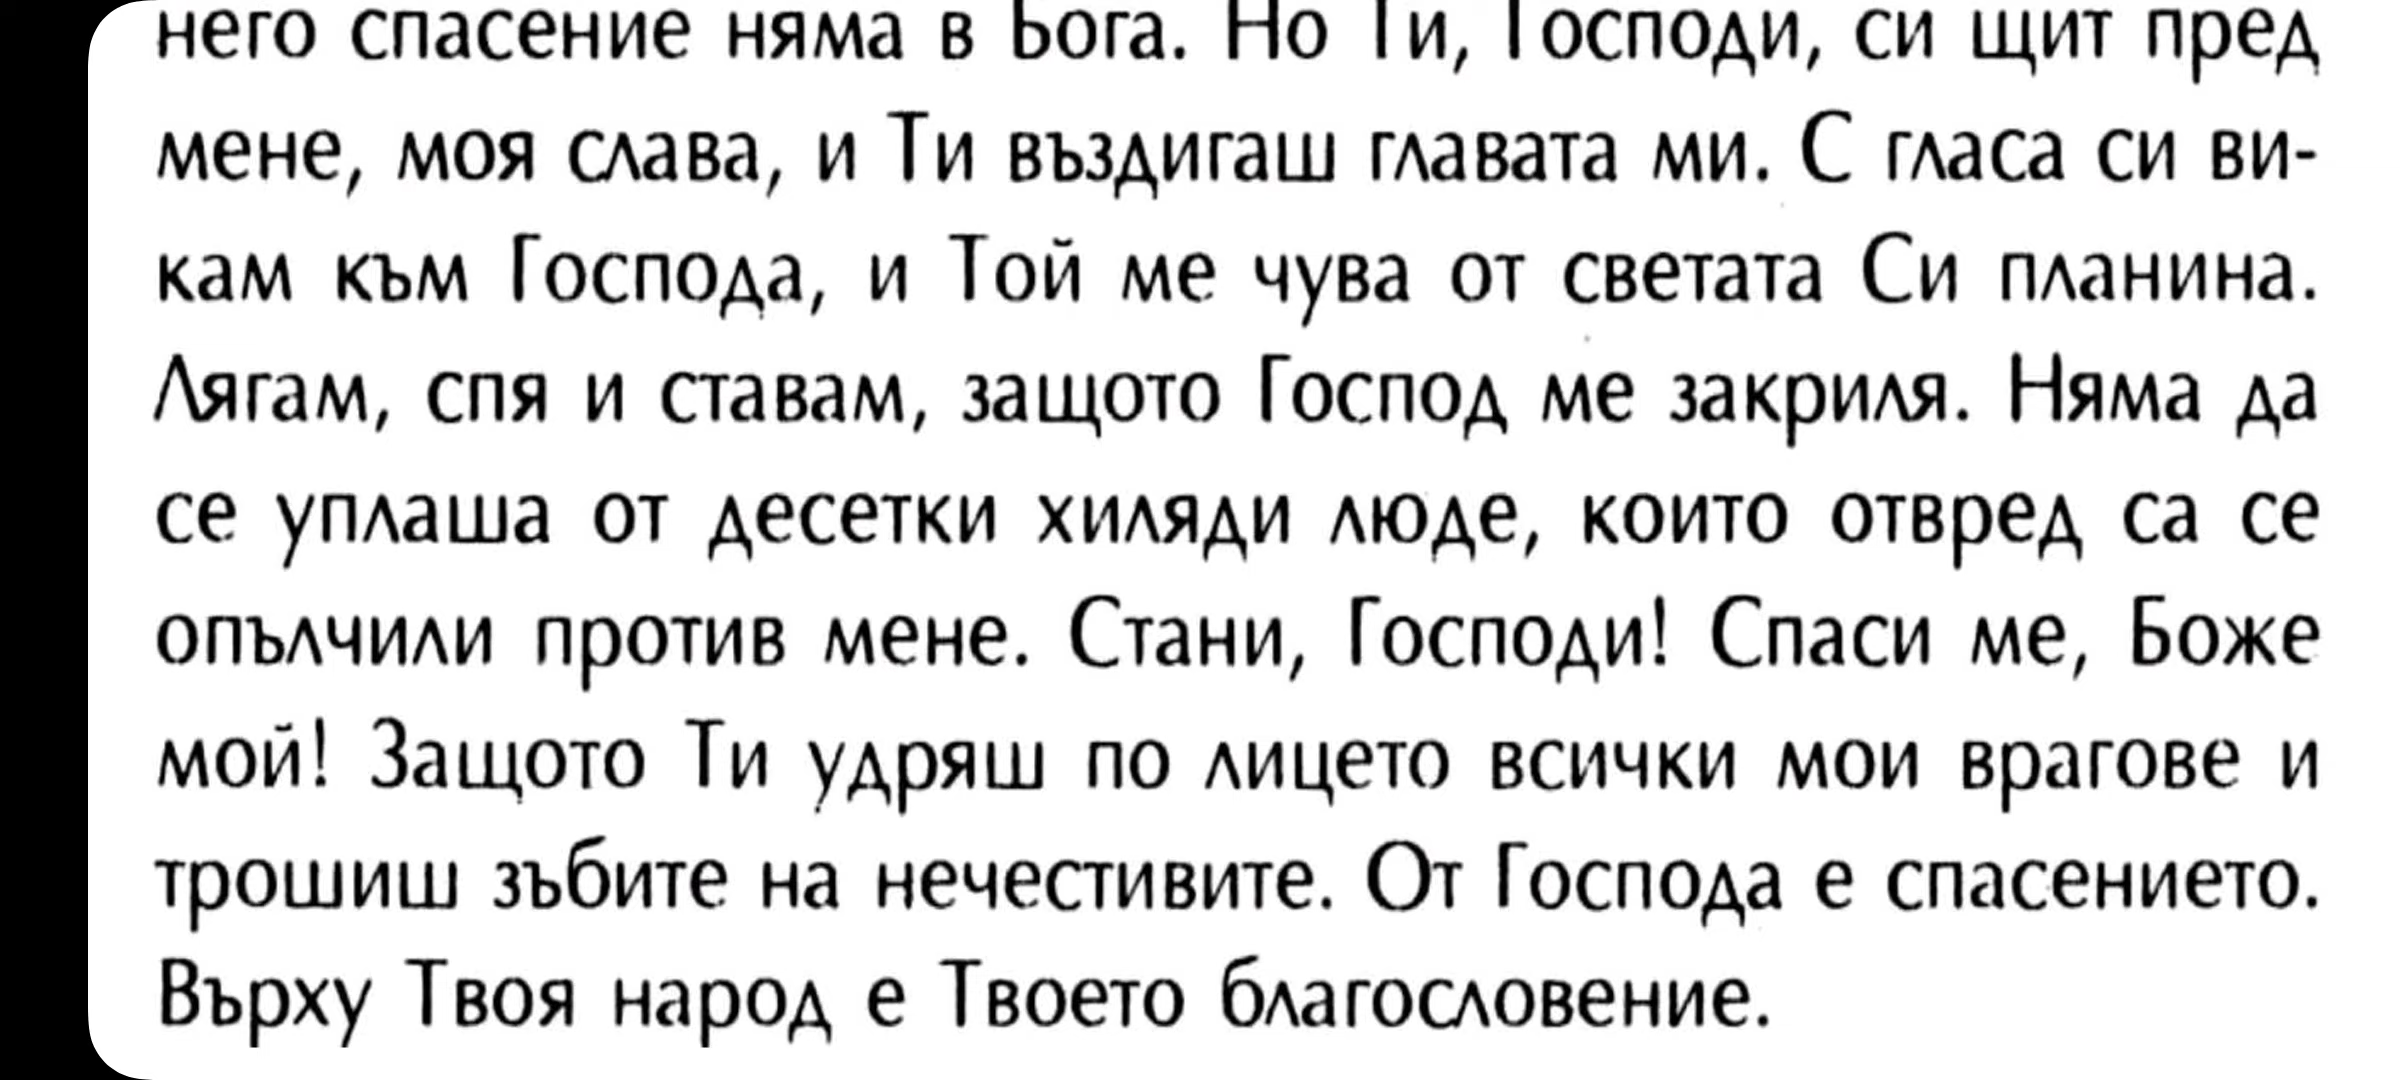 него спасение няма в Бога. Но Ти, Господи, си щит пред
мене, моя слава, и Ти въздигаш главата ми. С гласа си ви-
кам към Господа, и Той ме чува от светата Си планина.
Лягам, спя и ставам, защото Господ ме закриля. Няма да
се уплаша от десетки хиляди люде, които отвред са се
опълчили против мене. Стани, Господи! Спаси ме, Боже
мой! Защото Ти удряш по лицето всички мои врагове и
трошиш зъбите на нечестивите. От Господа е спасението.
Върху Твоя народ е Твоето благословение.